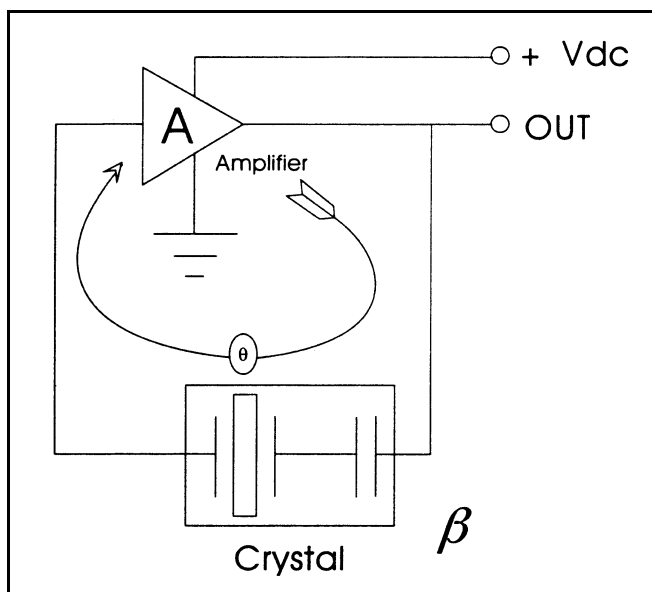 + Vdc
A
OUT
Amplifier
θ
β
Crystal